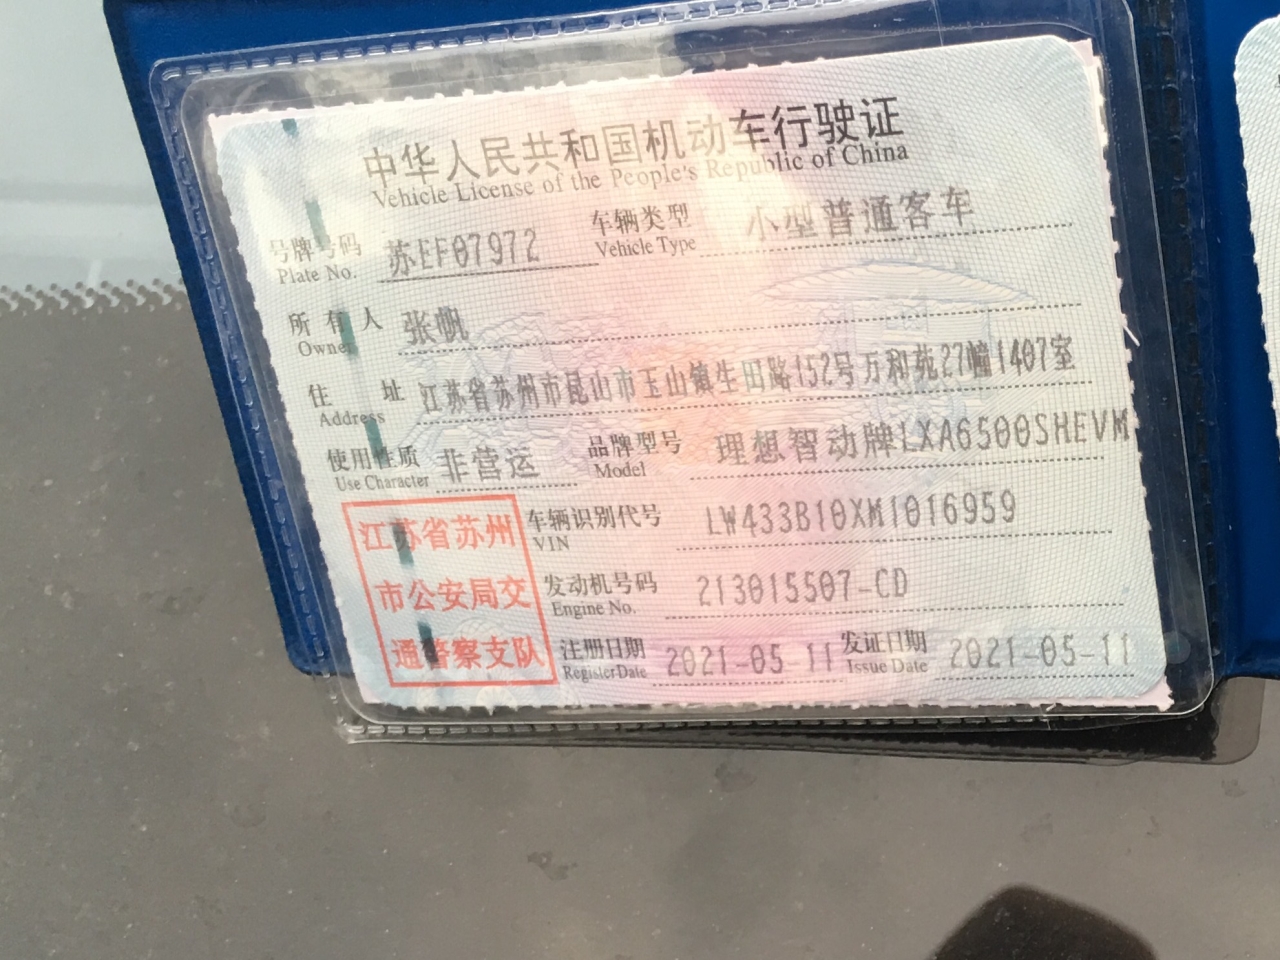 中华人民共和国机动车行驶证
Vehicle License of the People's Republic of China
号牌号码 苏EF07972 车辆类型 小型普通客车
Plate No. Vehicle Type
所有人 张帆
Owner
住址 江苏省苏州市昆山市玉山镇生田路152号万和苑27幢1407室
Address
使用性质 非营运 品牌型号 理想智动牌LXA6500SHEVM
Use Character Model
江苏省苏州
市公安局交
通警察支队
车辆识别代号 LW433B10XM1016959
VIN
发动机号码 213015507-CD
Engine No.
注册日期 2021-05-11 发证日期 2021-05-11
Register Date Issue Date